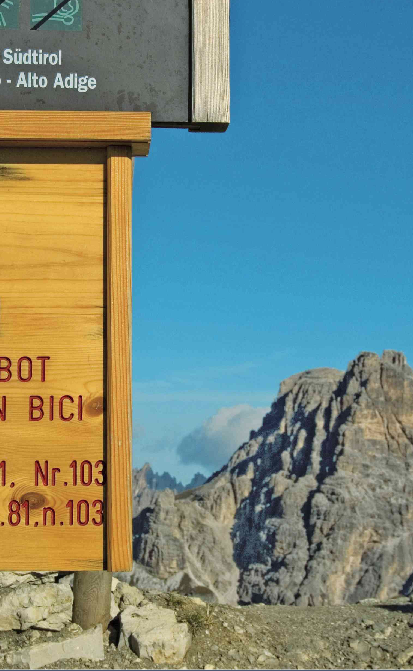 Südtirol
- Alto Adige
BOT
N BICI
1, Nr.103
.81,n.103